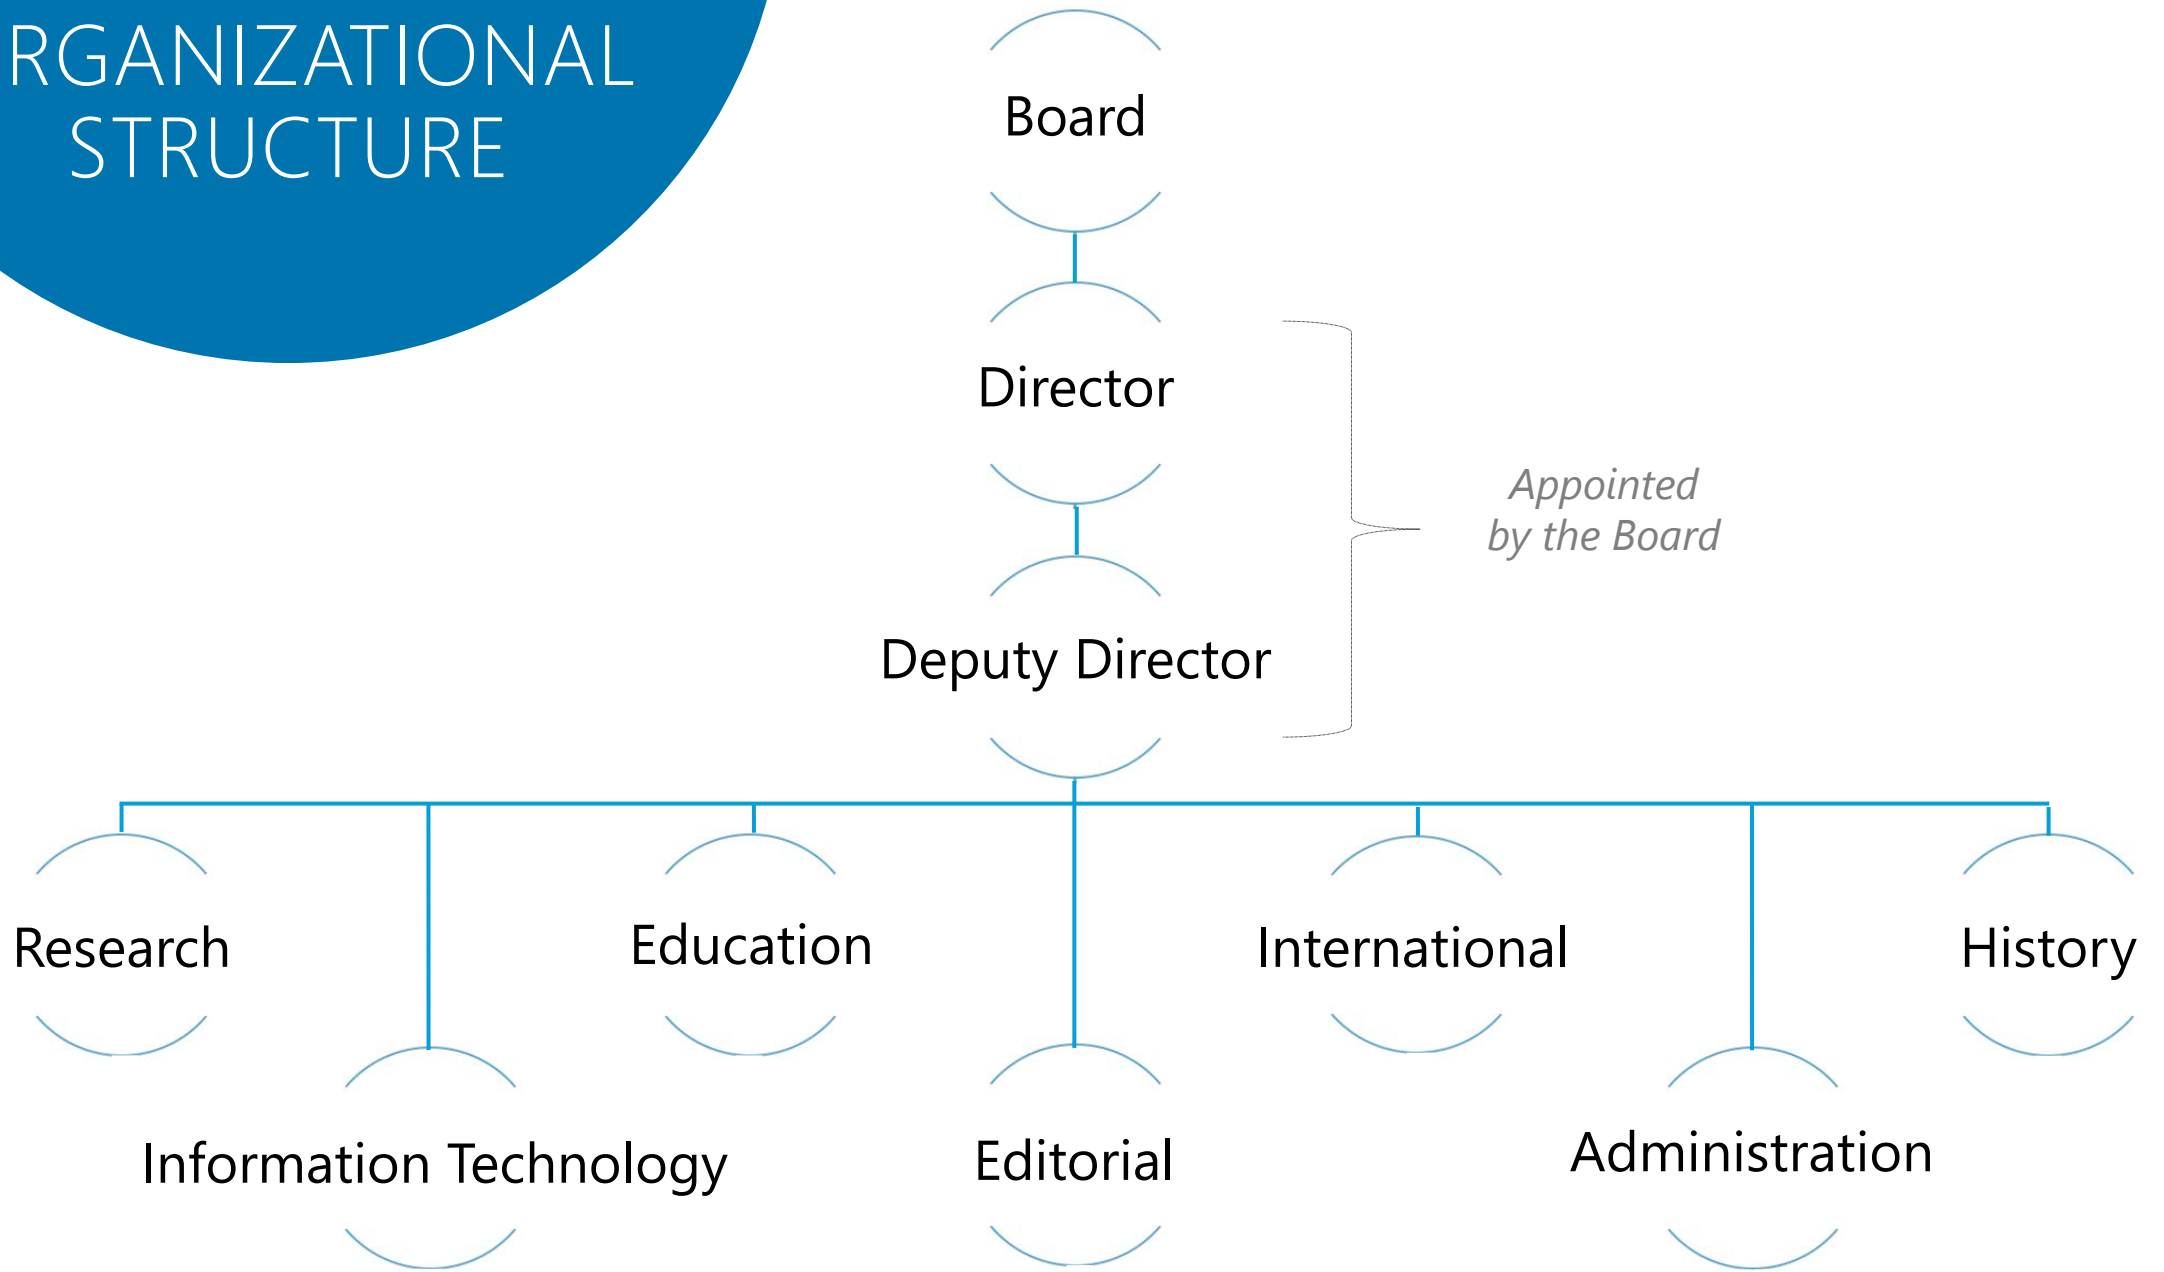 RGANIZATIONAL
STRUCTURE
Board
Director
Appointed
by the Board
Deputy Director
Research
Education
International
History
Information Technology
Editorial
Administration